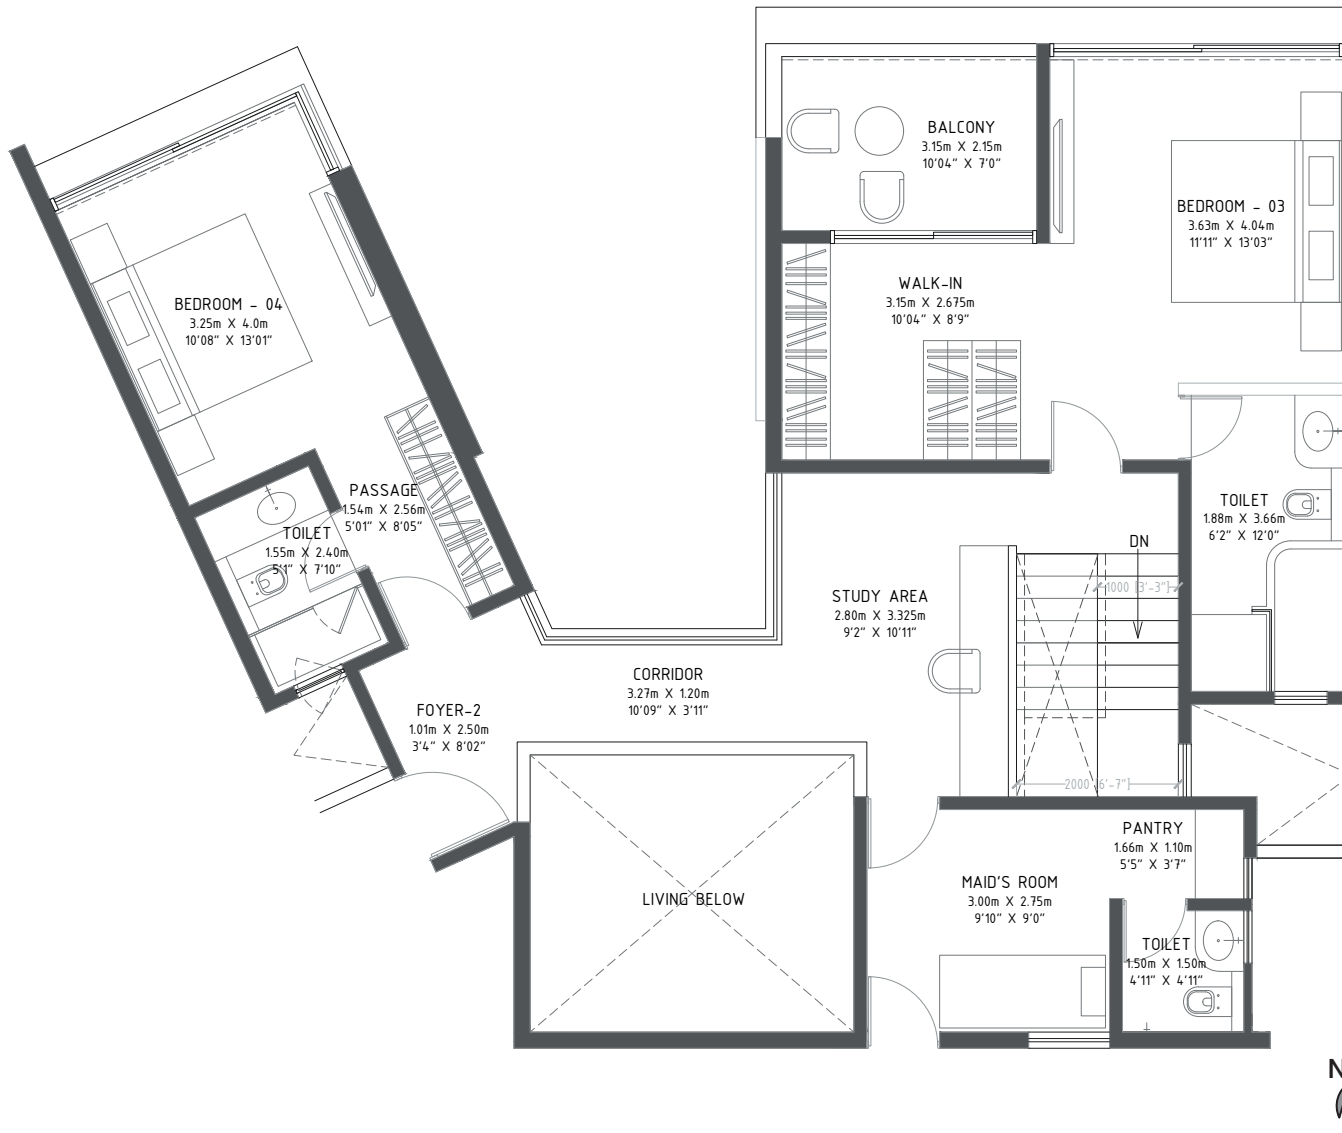 BALCONY
3.15m X 2.15m
10'04" X 7'0"
BEDROOM - 03
3.63m X 4.04m
11'11" X 13'03"
WALK-IN
3.15m X 2.675m
10'04" X 8'9"
BEDROOM - 04
3.25m X 4.0m
10'08" X 13'01"
PASSAGE
1.54m X 2.56m
5'01" X 8'05"
TOILET
1.55m X 2.40m
5'1" X 7'10"
TOILET
1.88m X 3.66m
6'2" X 12'0"
DN
1000 [3'-3"]
STUDY AREA
2.80m X 3.325m
9'2" X 10'11"
CORRIDOR
3.27m X 1.20m
10'09" X 3'11"
FOYER-2
1.01m X 2.50m
3'4" X 8'02"
2000 [6'-7"]
PANTRY
1.66m X 1.10m
5'5" X 3'7"
MAID'S ROOM
3.00m X 2.75m
9'10" X 9'0"
LIVING BELOW
TOILET
1.50m X 1.50m
4'11" X 4'11"
N